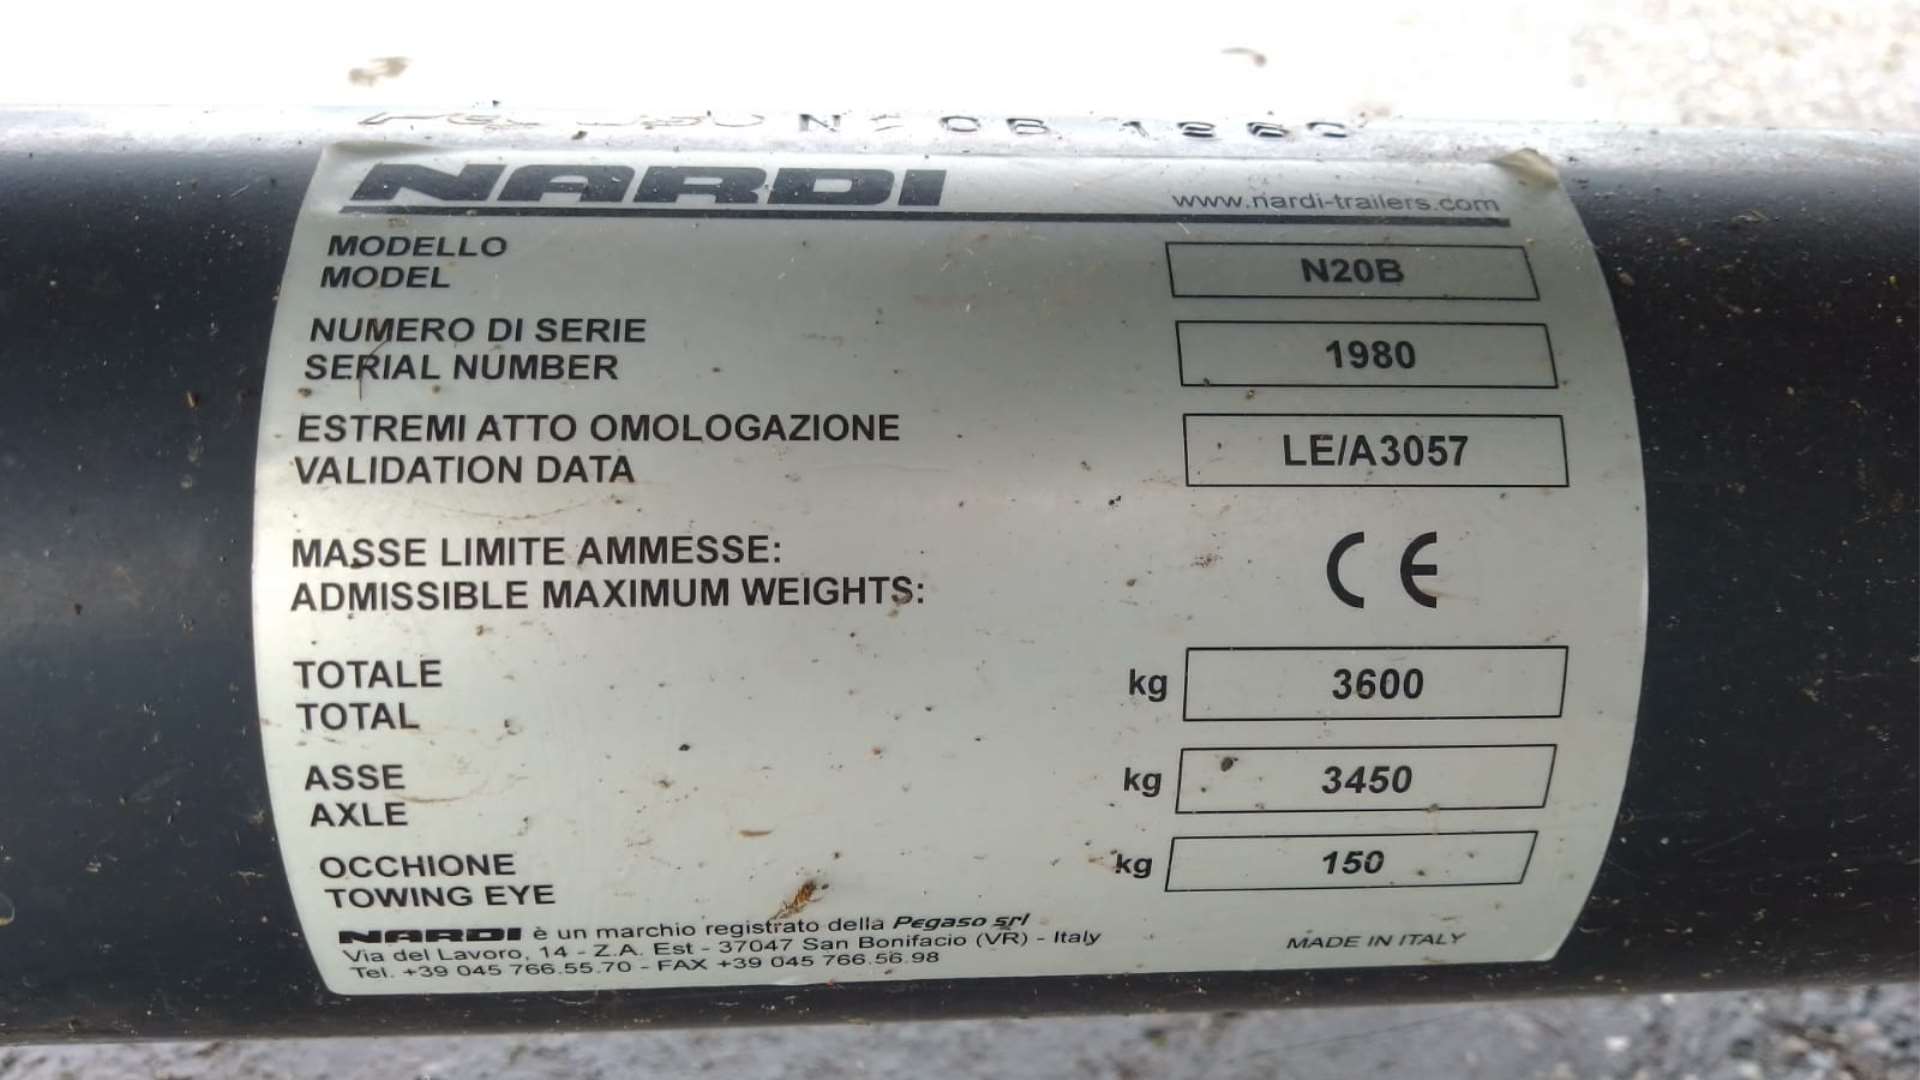 NARDI
www.nardi-trailers.com
MODELLO
MODEL
N20B
NUMERO DI SERIE
SERIAL NUMBER
1980
ESTREMI ATTO OMOLOGAZIONE
VALIDATION DATA
LE/A3057
MASSE LIMITE AMMESSE:
ADMISSIBLE MAXIMUM WEIGHTS:
CE
TOTALE
TOTAL
kg 3600
ASSE
AXLE
kg 3450
OCCHIONE
TOWING EYE
kg 150
NARDI è un marchio registrato della Pegaso srl
Via del Lavoro, 14 - Z.A. Est - 37047 San Bonifacio (VR) - Italy
Tel. +39 045 766.55.70 - FAX +39 045 766.56.98
MADE IN ITALY